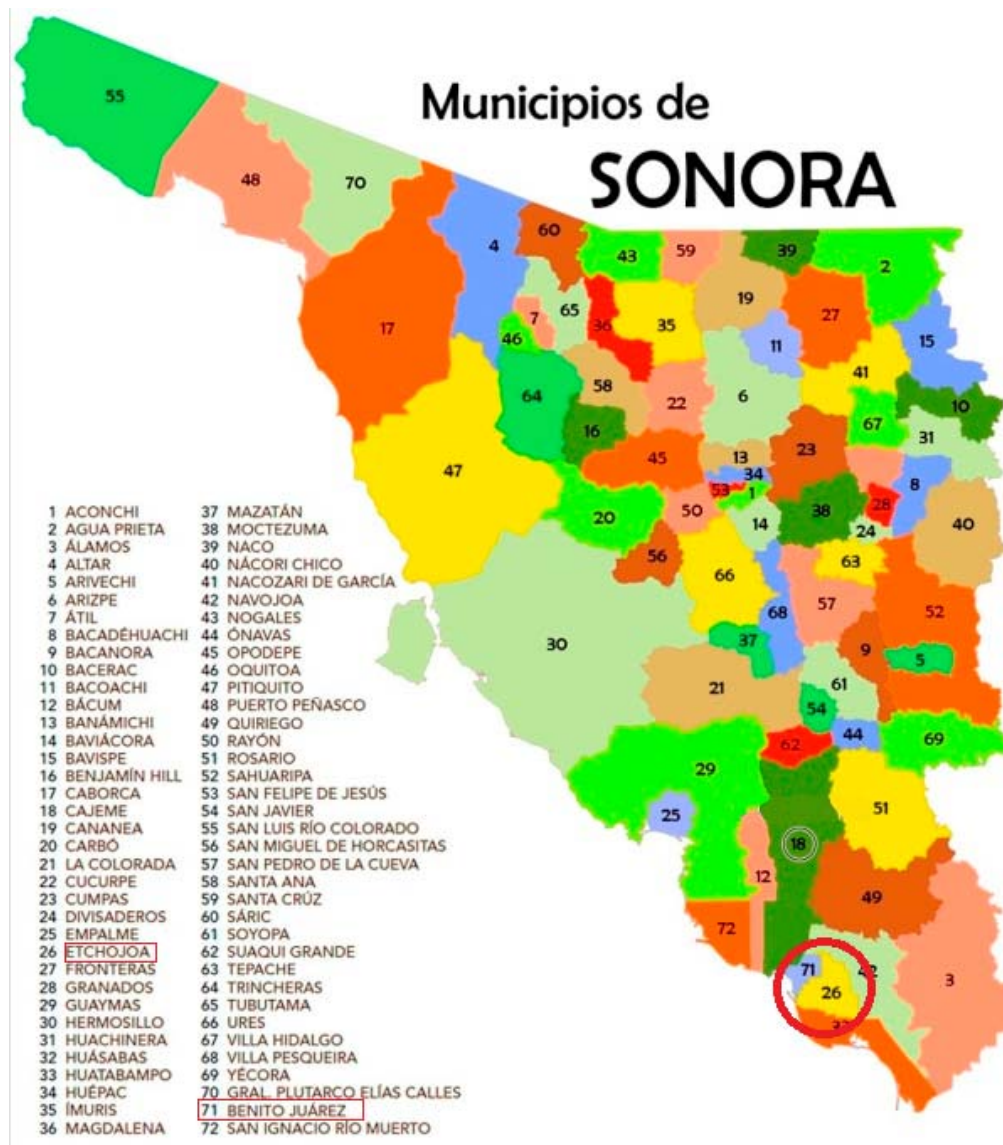 Municipios de
SONORA
55
48
70
60
4
43
59
39
2
19
17
65
7
36
35
27
15
11
46
41
58
64
6
22
10
67
16
31
13
23
45
47
34
8
53
1
28
20
50
38
40
14
24
56
63
66
57
52
68
37
9
30
5
21
61
54
44
62
69
29
51
25
18
12
49
72
71
42
3
26
33
1 ACONCHI
2 AGUA PRIETA
3 ÁLAMOS
4 ALTAR
5 ARIVECHI
6 ARIZPE
7 ÁTIL
8 BACADÉHUACHI
9 BACANORA
10 BACERAC
11 BACOACHI
12 BÁCUM
13 BANÁMICHI
14 BAVIÁCORA
15 BAVISPE
16 BENJAMÍN HILL
17 CABORCA
18 CAJEME
19 CANANEA
20 CARBÓ
21 LA COLORADA
22 CUCURPE
23 CUMPAS
24 DIVISADEROS
25 EMPALME
26 ETCHOJOA
27 FRONTERAS
28 GRANADOS
29 GUAYMAS
30 HERMOSILLO
31 HUACHINERA
32 HUÁSABAS
33 HUATABAMPO
34 HUÉPAC
35 ÍMURIS
36 MAGDALENA
37 MAZATÁN
38 MOCTEZUMA
39 NACO
40 NÁCORI CHICO
41 NACOZARI DE GARCÍA
42 NAVOJOA
43 NOGALES
44 ÓNAVAS
45 OPODEPE
46 OQUITOA
47 PITIQUITO
48 PUERTO PEÑASCO
49 QUIRIEGO
50 RAYÓN
51 ROSARIO
52 SAHUARIPA
53 SAN FELIPE DE JESÚS
54 SAN JAVIER
55 SAN LUIS RÍO COLORADO
56 SAN MIGUEL DE HORCASITAS
57 SAN PEDRO DE LA CUEVA
58 SANTA ANA
59 SANTA CRÚZ
60 SÁRIC
61 SOYOPA
62 SUAQUI GRANDE
63 TEPACHE
64 TRINCHERAS
65 TUBUTAMA
66 URES
67 VILLA HIDALGO
68 VILLA PESQUEIRA
69 YÉCORA
70 GRAL. PLUTARCO ELÍAS CALLES
71 BENITO JUÁREZ
72 SAN IGNACIO RÍO MUERTO